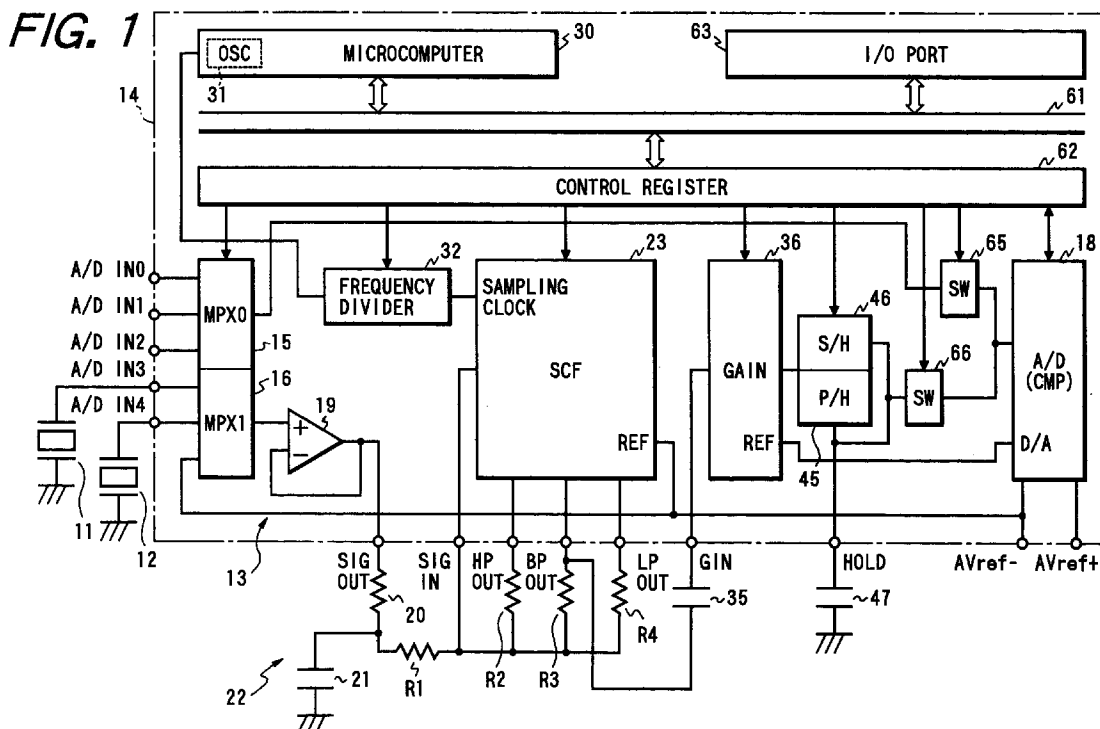 FIG. 1
OSC
MICROCOMPUTER
30
31
63
I/O PORT
14
61
62
CONTROL REGISTER
32
23
36
65
18
A/D IN0
A/D IN1
A/D IN2
A/D IN3
A/D IN4
MPX0
15
16
MPX1
FREQUENCY
DIVIDER
SAMPLING
CLOCK
SCF
REF
GAIN
REF
46
S/H
P/H
45
SW
66
SW
A/D
(CMP)
D/A
19
+
−
11
12
13
SIG
OUT
SIG
IN
HP
OUT
BP
OUT
LP
OUT
GIN
HOLD
AVref-
AVref+
20
R1
R2
R3
R4
35
47
21
22